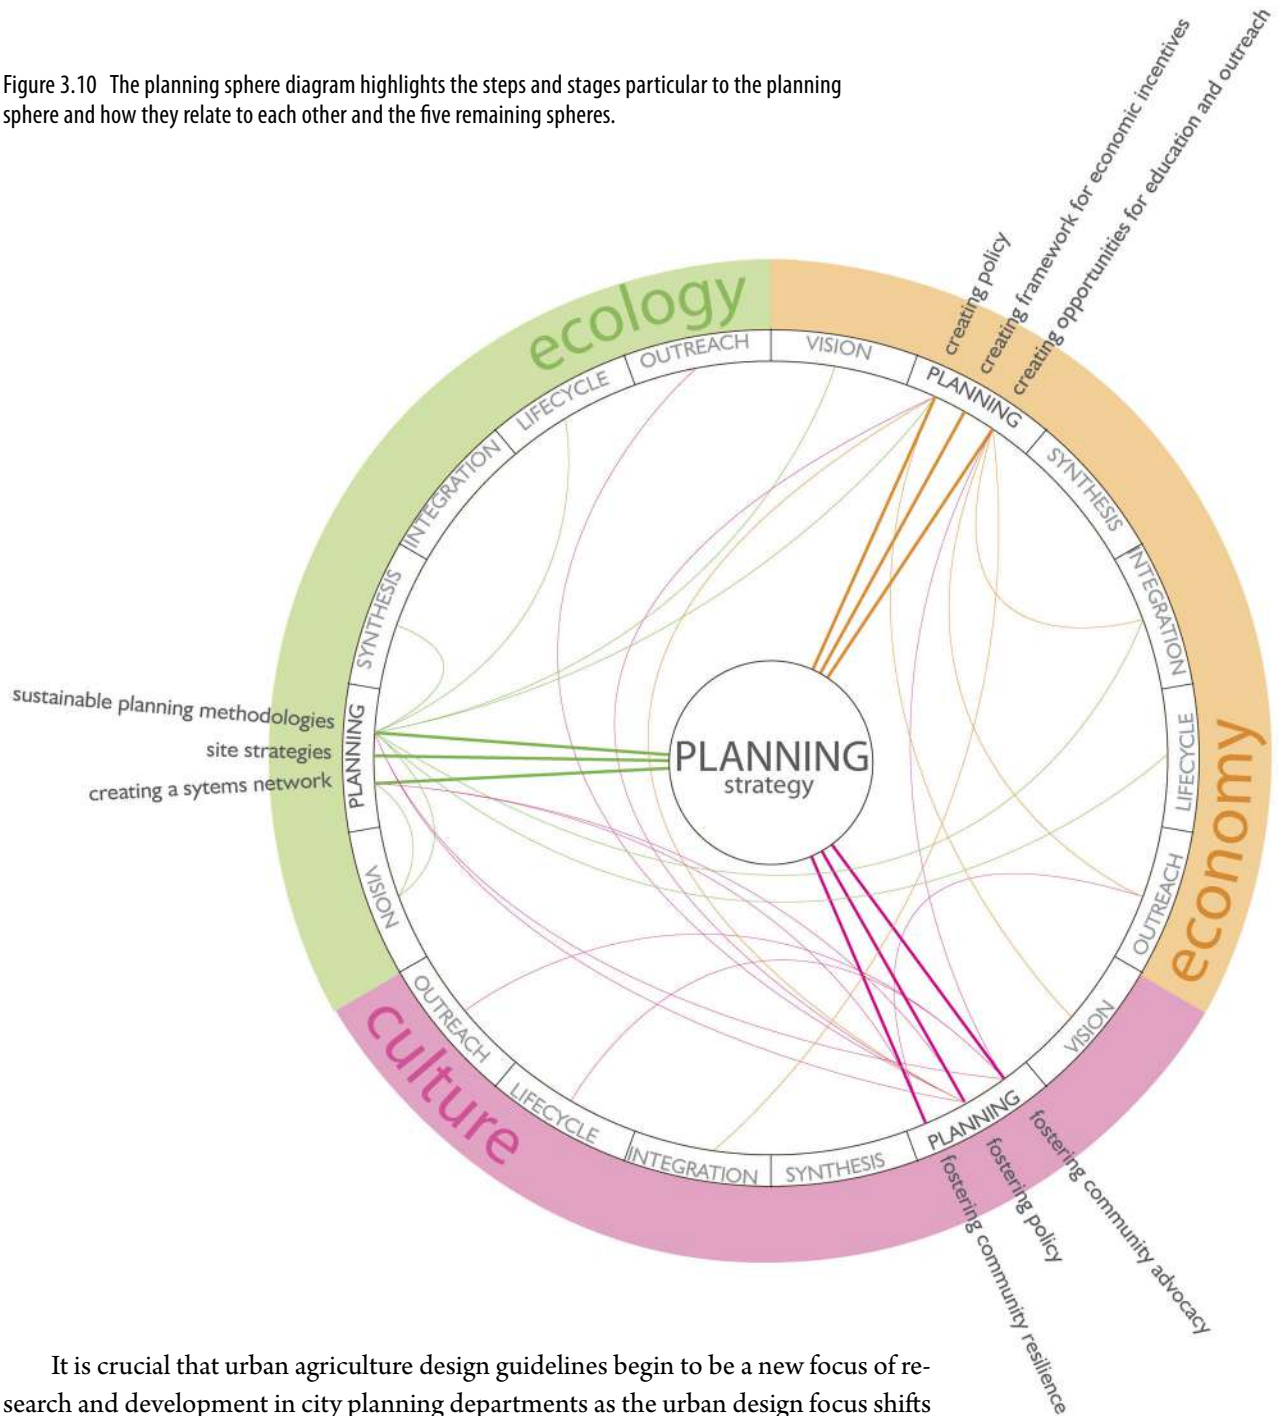 Figure 3.10 The planning sphere diagram highlights the steps and stages particular to the planning
sphere and how they relate to each other and the five remaining spheres.
creating policy
creating framework for economic incentives
creating opportunities for education and outreach
ecology
OUTREACH
VISION
PLANNING
LIFECYCLE
SYNTHESIS
INTEGRATION
INTEGRATION
SYNTHESIS
LIFECYCLE
economy
sustainable planning methodologies
site strategies
creating a sytems network
PLANNING
PLANNING
strategy
VISION
OUTREACH
OUTREACH
VISION
culture
LIFECYCLE
INTEGRATION
SYNTHESIS
PLANNING
fostering community advocacy
fostering policy
fostering community resilience
It is crucial that urban agriculture design guidelines begin to be a new focus of re-
search and development in city planning departments as the urban design focus shifts